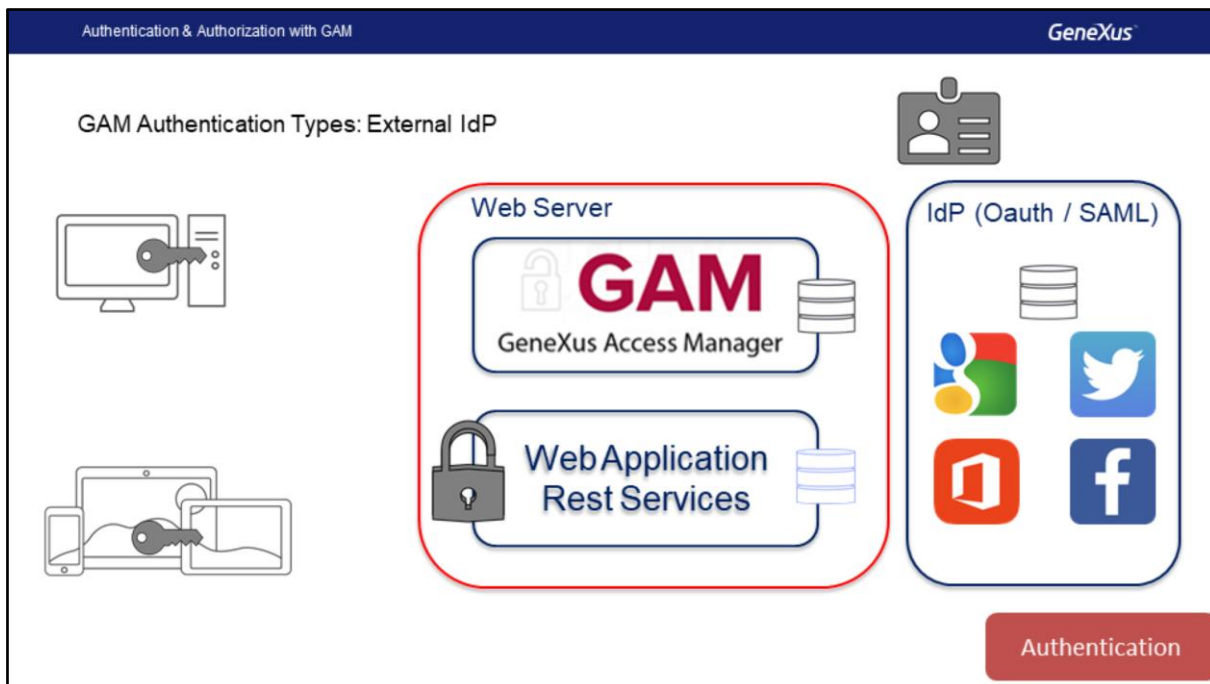 Authentication & Authorization with GAM
GeneXus™
GAM Authentication Types: External IdP
Web Server
GAM
GeneXus Access Manager
Web Application
Rest Services
IdP (Oauth / SAML)
Authentication